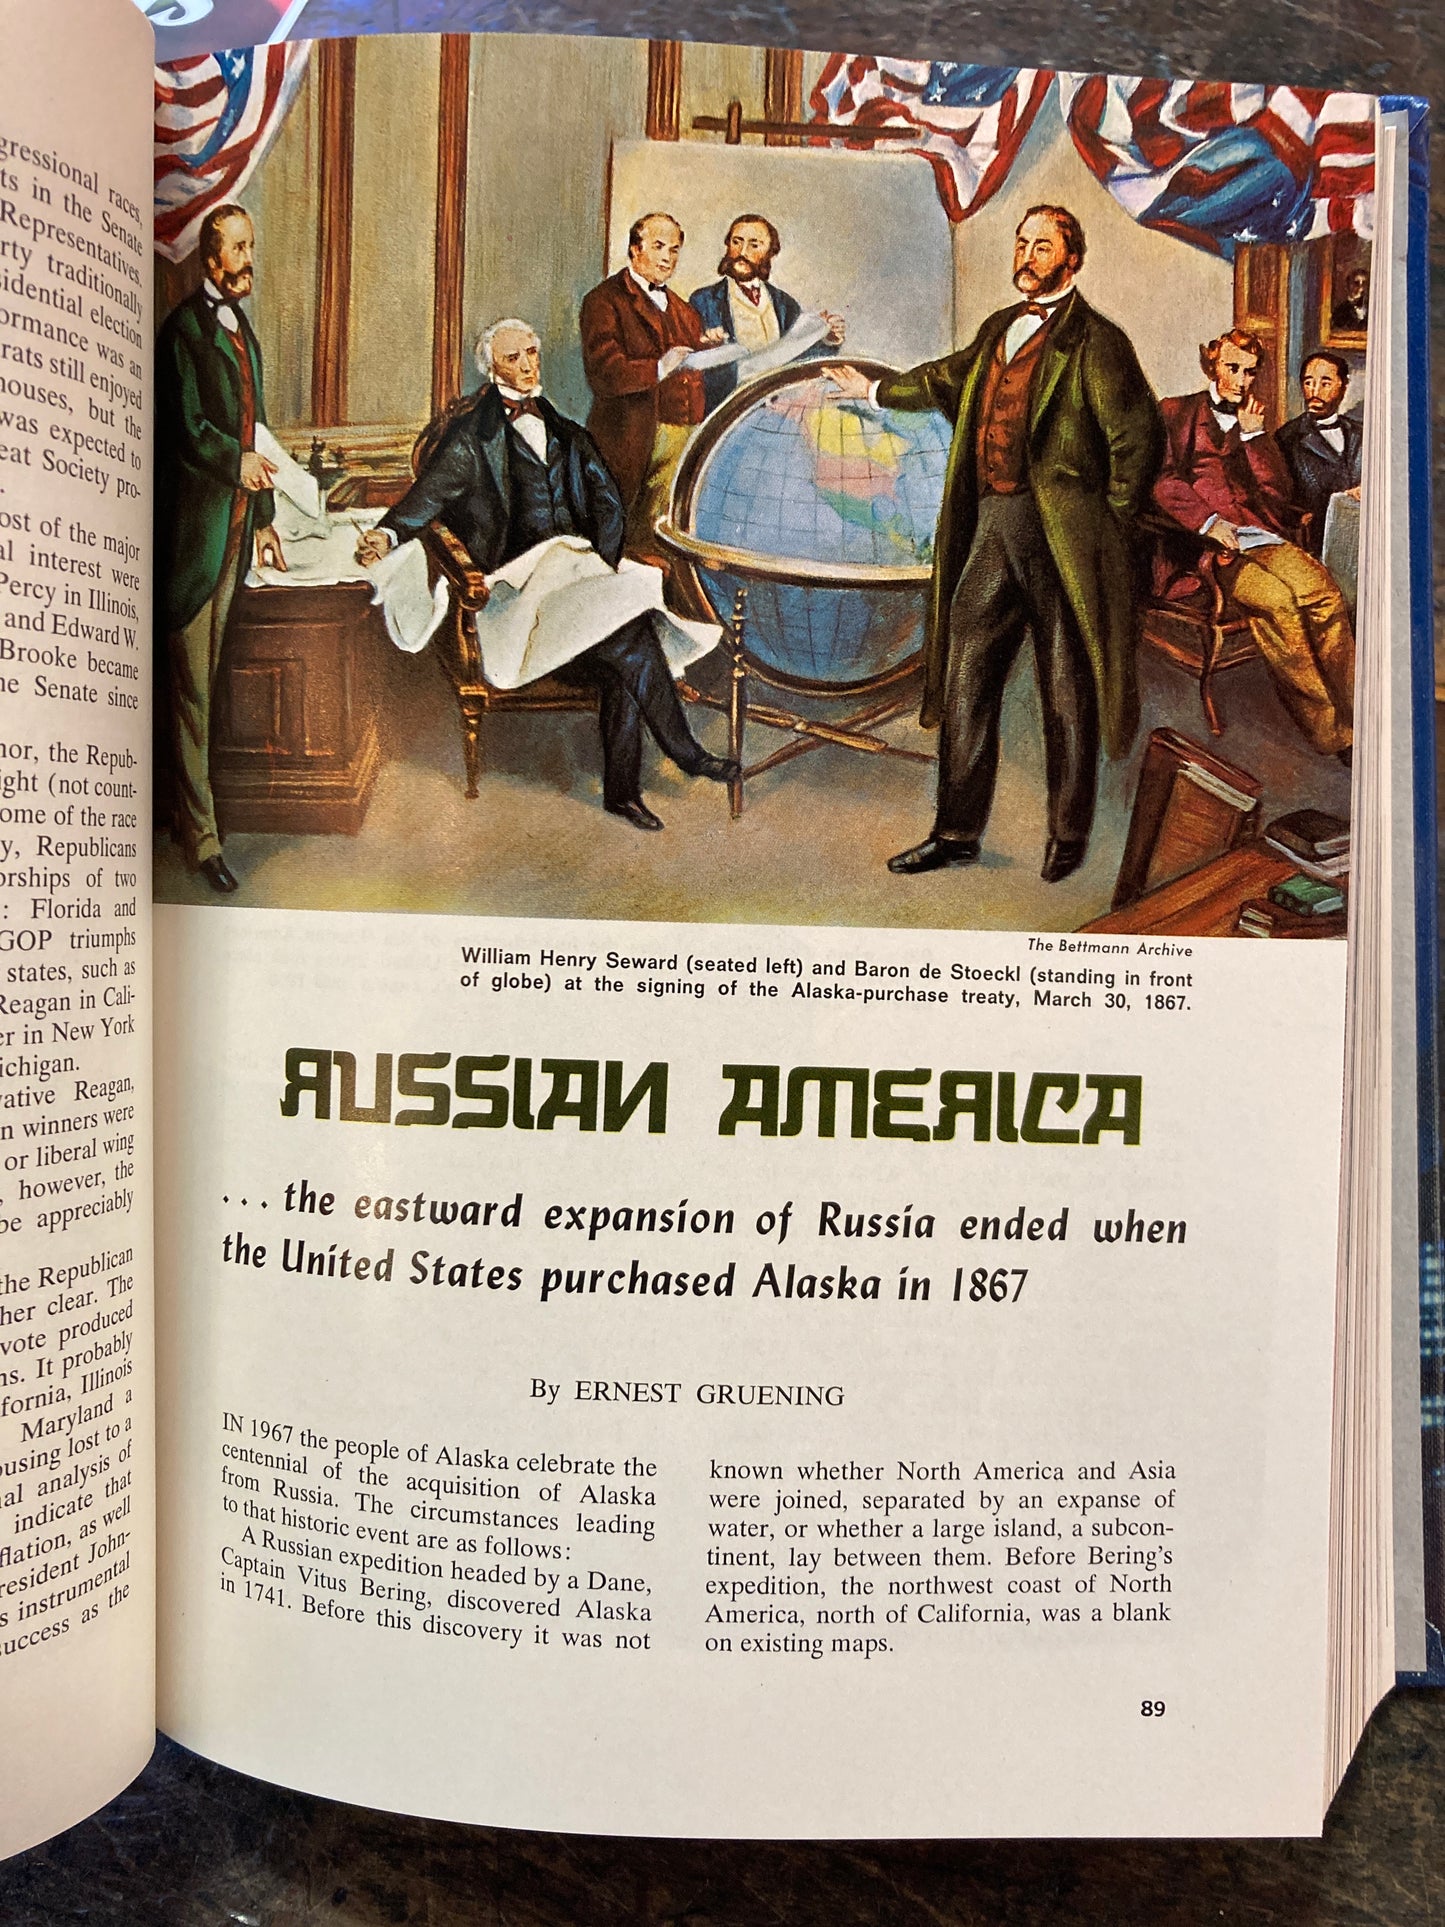 gressional races,
ts in the Senate
Representatives.
rty traditionally
sidential election
ormance was an
rats still enjoyed
houses, but the
was expected to
eat Society pro-
ost of the major
al interest were
Percy in Illinois,
and Edward W.
Brooke became
he Senate since
nor, the Repub-
ight (not count-
ome of the race
y, Republicans
orships of two
: Florida and
GOP triumphs
states, such as
Reagan in Cali-
er in New York
ichigan.
ative Reagan,
n winners were
or liberal wing
, however, the
be appreciably
the Republican
her clear. The
vote produced
ns. It probably
fornia, Illinois
Maryland a
ousing lost to a
nal analysis of
indicate that
flation, as well
resident John-
s instrumental
success as the
The Bettmann Archive
William Henry Seward (seated left) and Baron de Stoeckl (standing in front
of globe) at the signing of the Alaska-purchase treaty, March 30, 1867.
RUSSIAN AMERICA
. . . the eastward expansion of Russia ended when
the United States purchased Alaska in 1867
By ERNEST GRUENING
IN 1967 the people of Alaska celebrate the
centennial of the acquisition of Alaska
from Russia. The circumstances leading
to that historic event are as follows:
A Russian expedition headed by a Dane,
Captain Vitus Bering, discovered Alaska
in 1741. Before this discovery it was not
known whether North America and Asia
were joined, separated by an expanse of
water, or whether a large island, a subcon-
tinent, lay between them. Before Bering's
expedition, the northwest coast of North
America, north of California, was a blank
on existing maps.
89